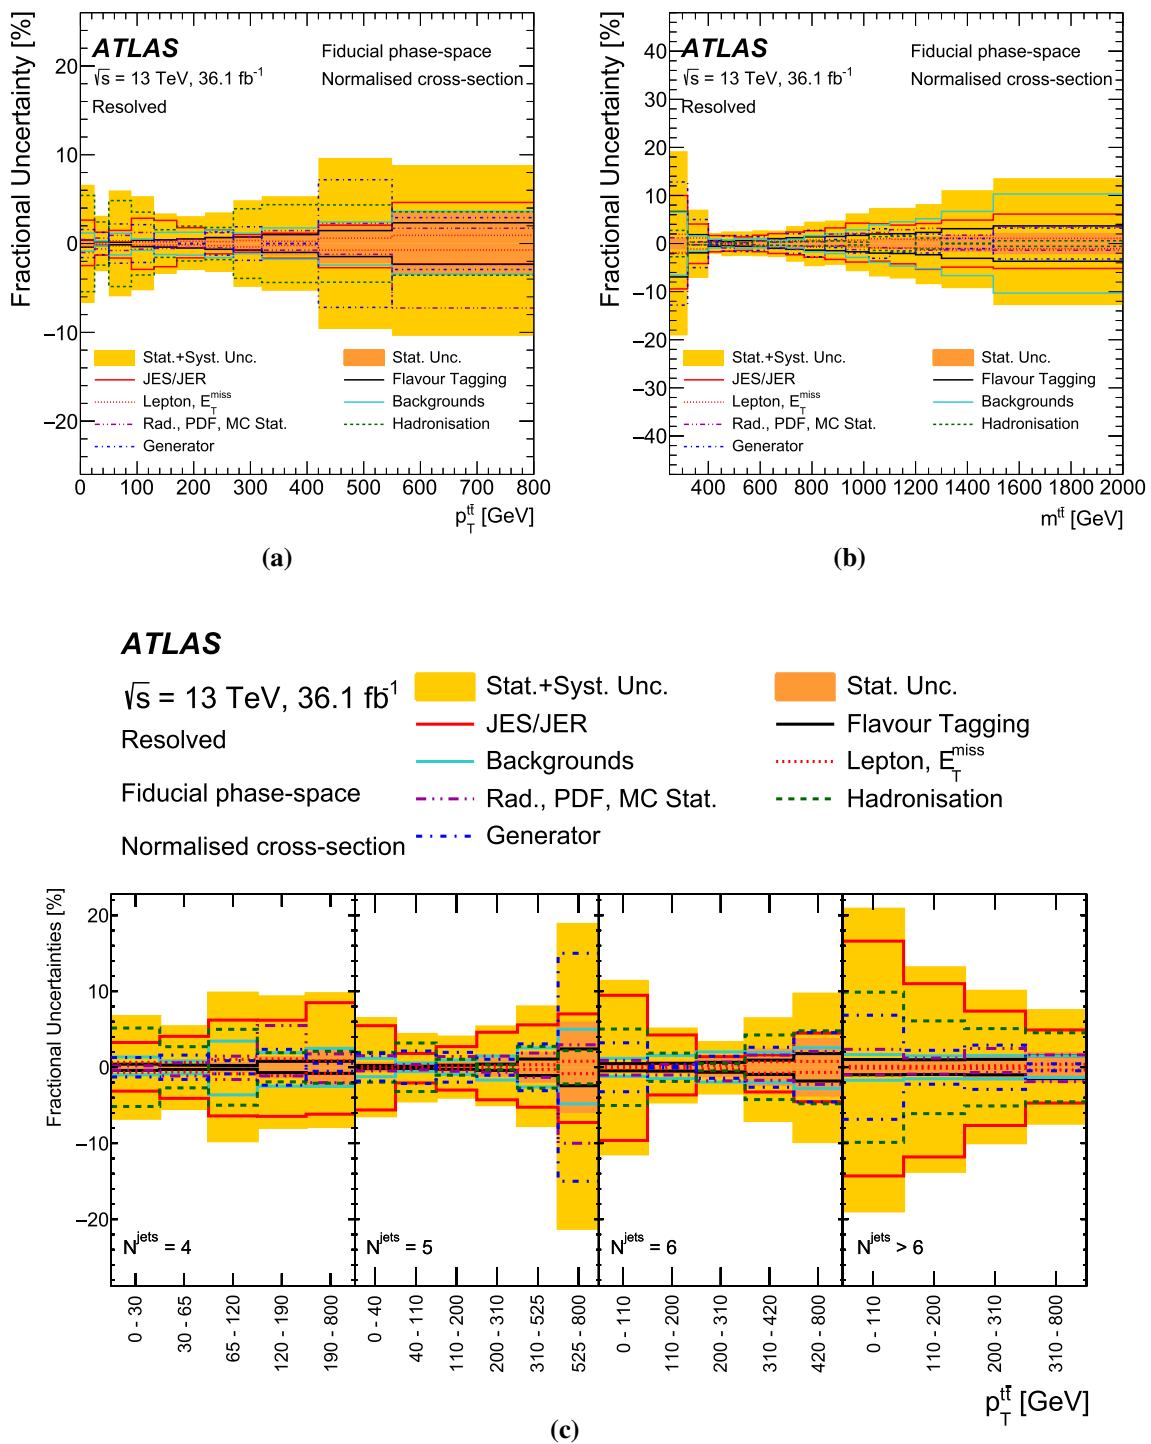 Fractional Uncertainty [%]
ATLAS
√s = 13 TeV, 36.1 fb-1
Resolved
Fiducial phase-space
Normalised cross-section
20
10
0
−10
−20
Stat.+Syst. Unc.
Stat. Unc.
JES/JER
Flavour Tagging
Lepton, E_T^miss
Backgrounds
Rad., PDF, MC Stat.
Hadronisation
Generator
0 100 200 300 400 500 600 700 800
p_T^tt̄ [GeV]
(a)
Fractional Uncertainty [%]
ATLAS
√s = 13 TeV, 36.1 fb-1
Resolved
Fiducial phase-space
Normalised cross-section
40
30
20
10
0
−10
−20
−30
−40
Stat.+Syst. Unc.
Stat. Unc.
JES/JER
Flavour Tagging
Lepton, E_T^miss
Backgrounds
Rad., PDF, MC Stat.
Hadronisation
Generator
400 600 800 1000 1200 1400 1600 1800 2000
m^tt̄ [GeV]
(b)
ATLAS
√s = 13 TeV, 36.1 fb-1
Resolved
Fiducial phase-space
Normalised cross-section
Stat.+Syst. Unc.
Stat. Unc.
JES/JER
Flavour Tagging
Backgrounds
Lepton, E_T^miss
Rad., PDF, MC Stat.
Hadronisation
Generator
Fractional Uncertainties [%]
20
10
0
−10
−20
N^jets = 4
N^jets = 5
N^jets = 6
N^jets > 6
0 - 30
30 - 65
65 - 120
120 - 190
190 - 800
0 - 40
40 - 110
110 - 200
200 - 310
310 - 525
525 - 800
0 - 110
110 - 200
200 - 310
310 - 420
420 - 800
0 - 110
110 - 200
200 - 310
310 - 800
p_T^tt̄ [GeV]
(c)